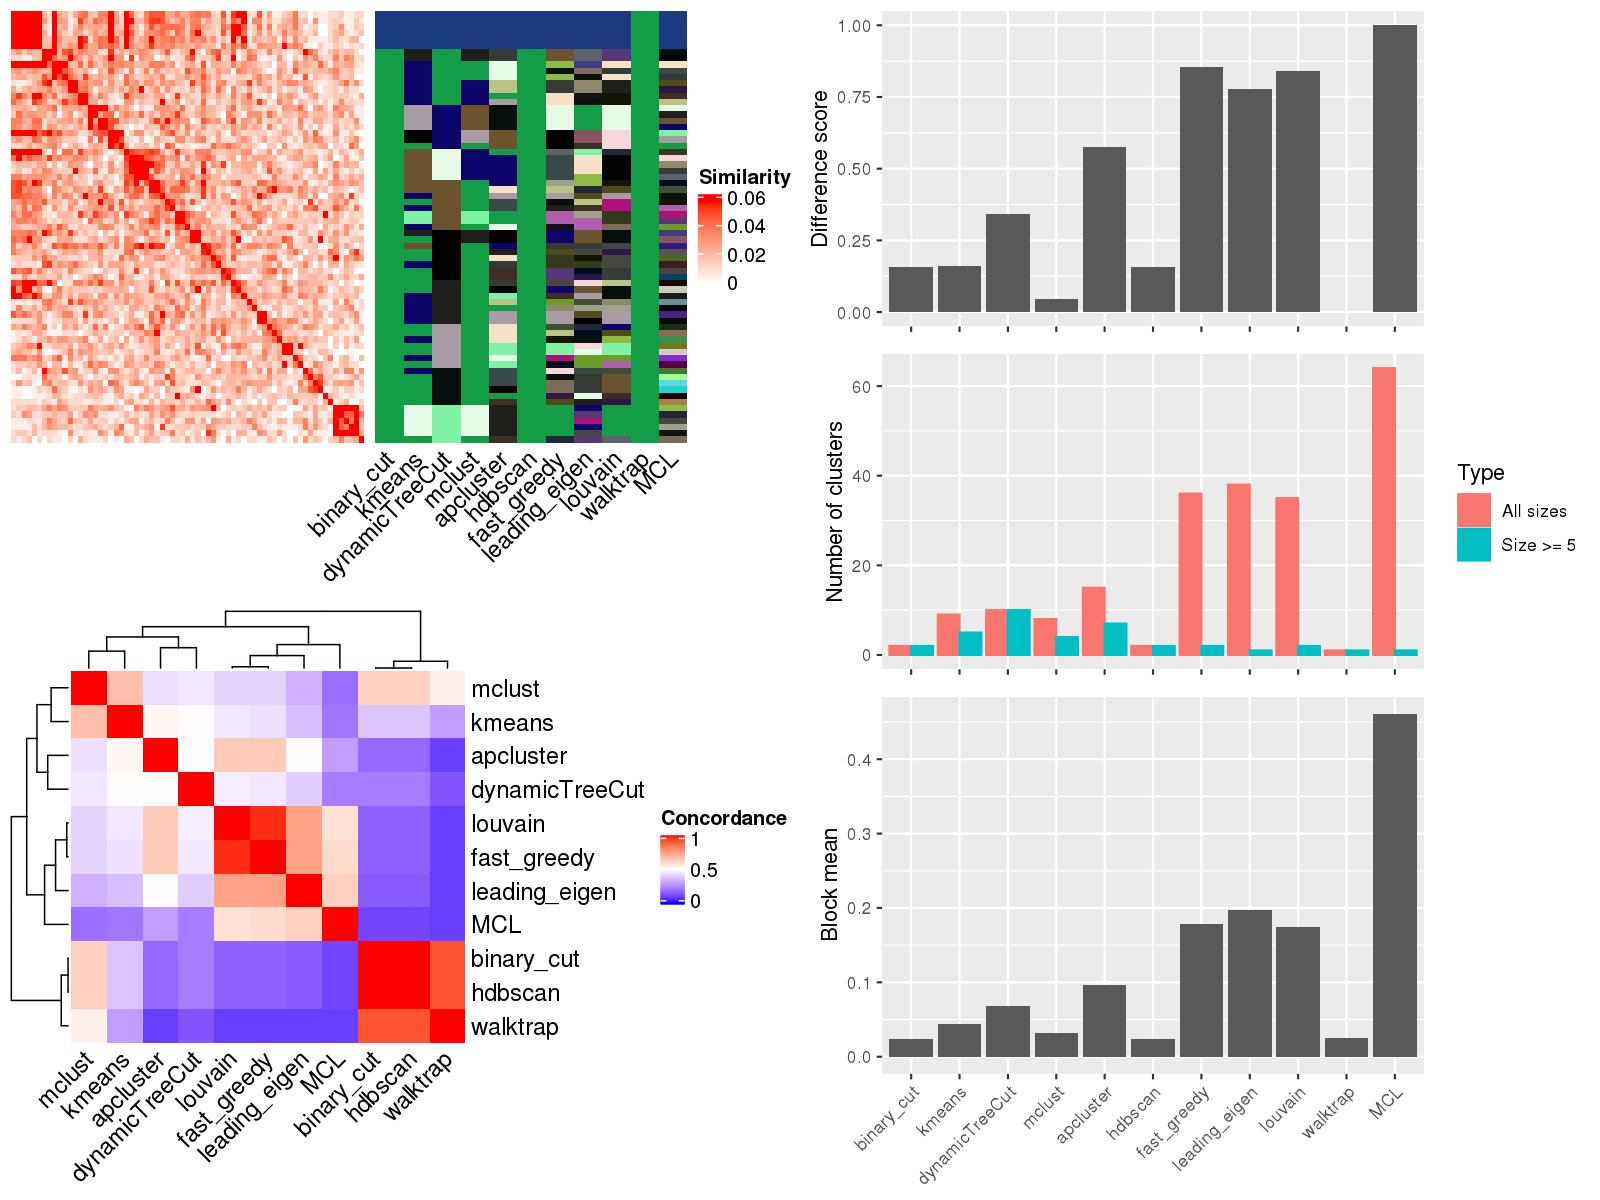 Similarity
0.06
0.04
0.02
0
binary_cut
kmeans
dynamicTreeCut
mclust
apcluster
hdbscan
fast_greedy
leading_eigen
louvain
walktrap
MCL
mclust
kmeans
apcluster
dynamicTreeCut
louvain
fast_greedy
leading_eigen
MCL
binary_cut
hdbscan
walktrap
Concordance
1
0.5
0
mclust
kmeans
apcluster
dynamicTreeCut
louvain
fast_greedy
leading_eigen
MCL
binary_cut
hdbscan
walktrap
Difference score
1.00
0.75
0.50
0.25
0.00
Number of clusters
60
40
20
0
Type
All sizes
Size >= 5
Block mean
0.4
0.3
0.2
0.1
0.0
binary_cut
kmeans
dynamicTreeCut
mclust
apcluster
hdbscan
fast_greedy
leading_eigen
louvain
walktrap
MCL